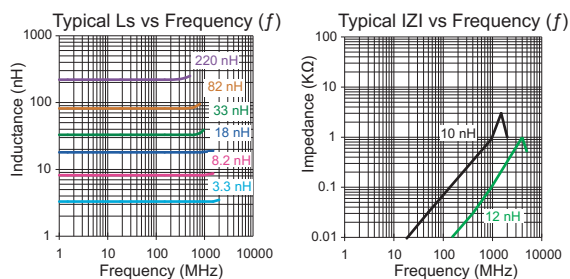 Typical Ls vs Frequency (ƒ)
1000
100
10
1
Inductance (nH)
220 nH
82 nH
33 nH
18 nH
8.2 nH
3.3 nH
1 10 100 1000 10000
Frequency (MHz)
Typical IZI vs Frequency (ƒ)
100
10
1
0.1
0.01
Impedance (KΩ)
10 nH
12 nH
1 10 100 1000 10000
Frequency (MHz)